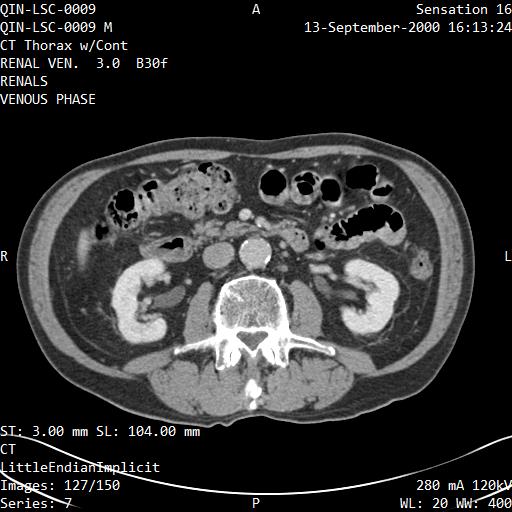 QIN-LSC-0009 A Sensation 16
QIN-LSC-0009 M 13-September-2000 16:13:24
CT Thorax w/Cont
RENAL VEN. 3.0 B30f
RENALS
VENOUS PHASE
R L
ST: 3.00 mm SL: 104.00 mm
CT
LittleEndianImplicit
Images: 127/150 280 mA 120kV
Series: 7 P WL: 20 WW: 400